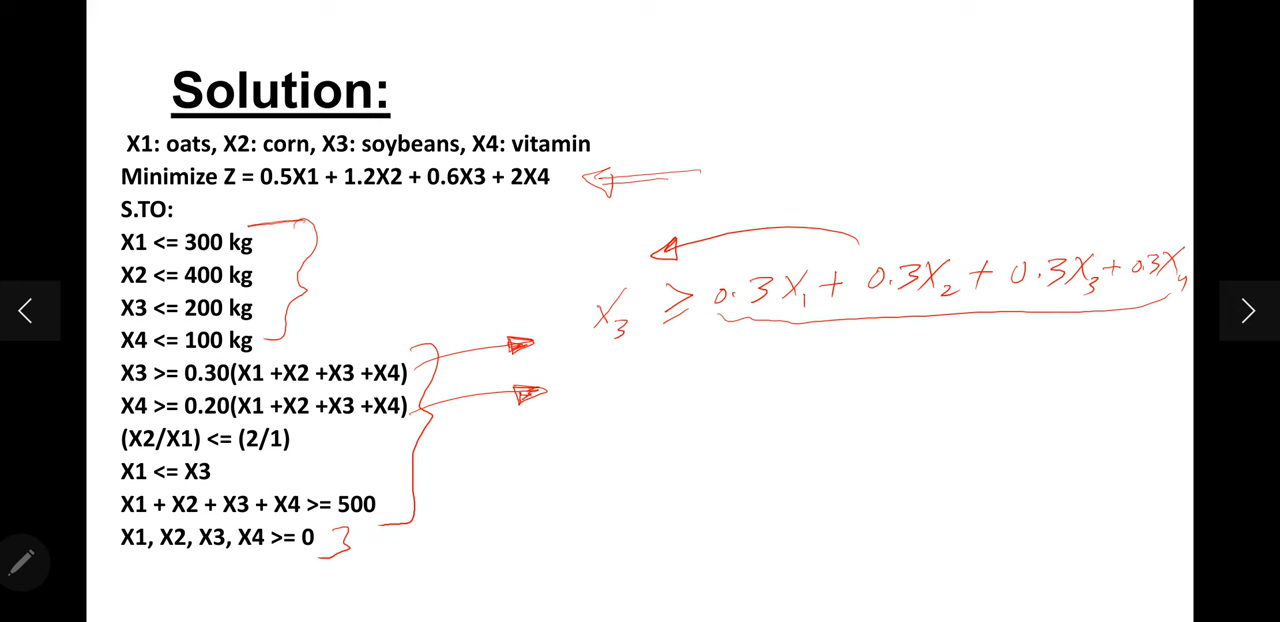 Solution:
X1: oats, X2: corn, X3: soybeans, X4: vitamin
Minimize Z = 0.5X1 + 1.2X2 + 0.6X3 + 2X4
S.TO:
X1 <= 300 kg
X2 <= 400 kg
X3 <= 200 kg
X4 <= 100 kg
X3 >= 0.30(X1 +X2 +X3 +X4)
X4 >= 0.20(X1 +X2 +X3 +X4)
(X2/X1) <= (2/1)
X1 <= X3
X1 + X2 + X3 + X4 >= 500
X1, X2, X3, X4 >= 0
X₃ ≥ 0.3X₁ + 0.3X₂ + 0.3X₃ + 0.3X₄